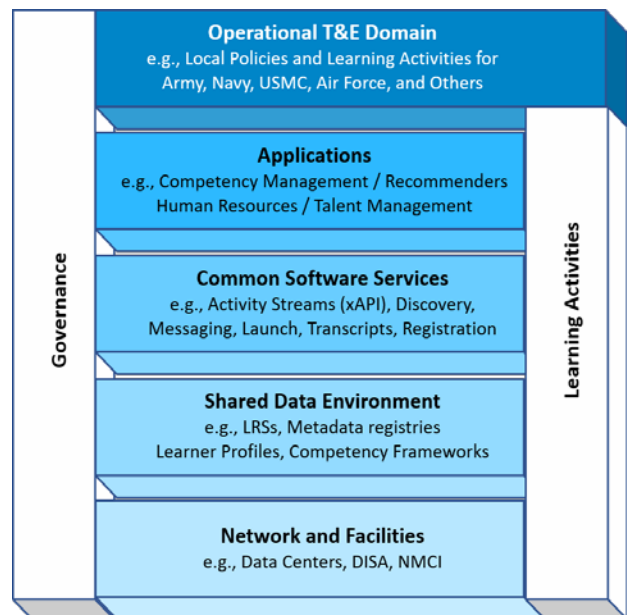 Operational T&E Domain
e.g., Local Policies and Learning Activities for
Army, Navy, USMC, Air Force, and Others
Governance
Applications
e.g., Competency Management / Recommenders
Human Resources / Talent Management
Common Software Services
e.g., Activity Streams (xAPI), Discovery,
Messaging, Launch, Transcripts, Registration
Shared Data Environment
e.g., LRSs, Metadata registries
Learner Profiles, Competency Frameworks
Network and Facilities
e.g., Data Centers, DISA, NMCI
Learning Activities